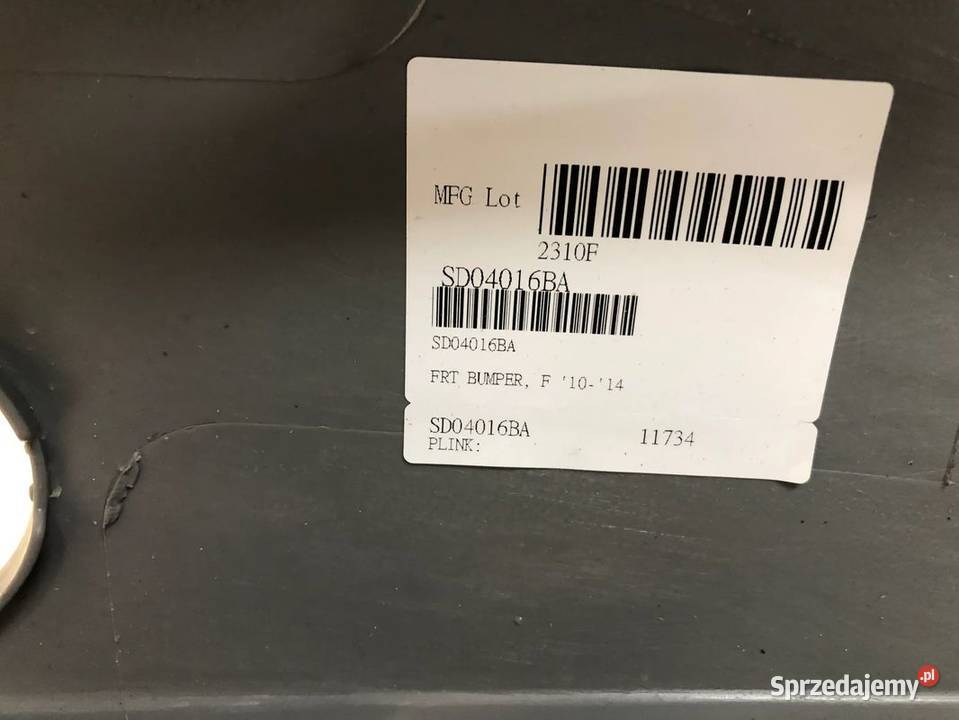 MFG Lot
2310F
SD04016BA
SD04016BA
FRT BUMPER, F '10-'14
SD04016BA 11734
PLINK:
Sprzedajemy.pl